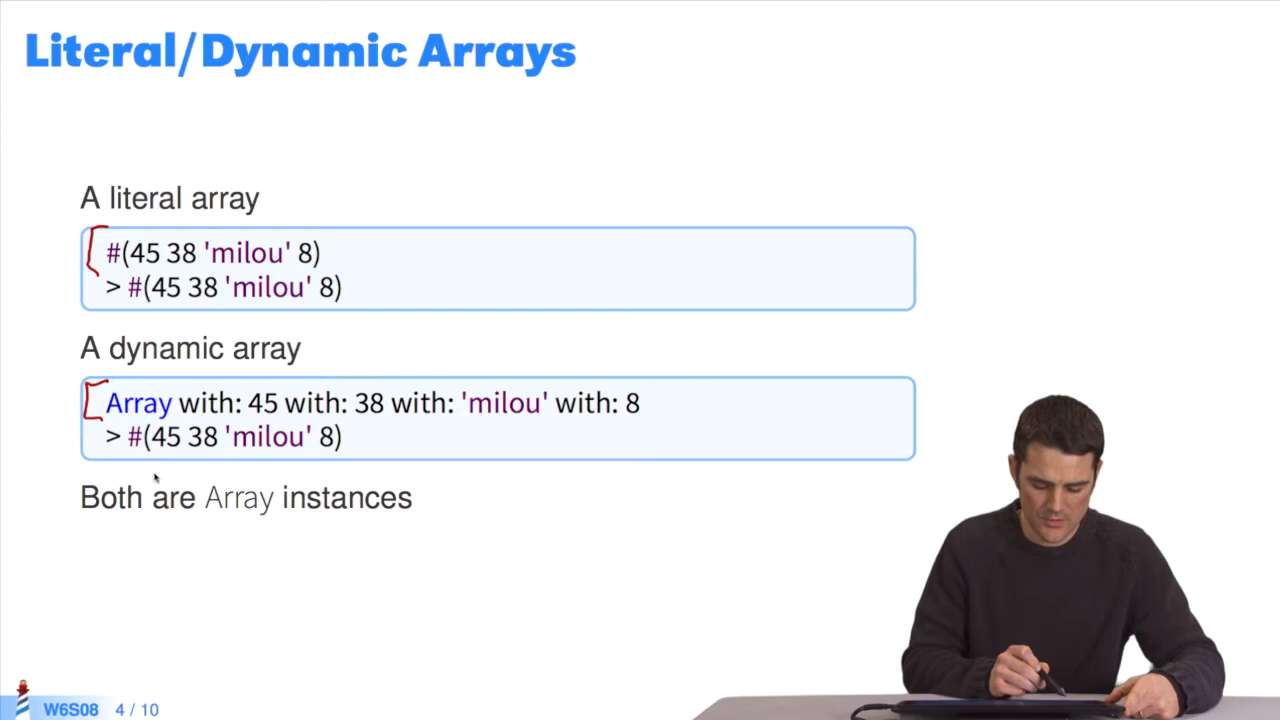 Literal/Dynamic Arrays
A literal array
#(45 38 'milou' 8)
> #(45 38 'milou' 8)
A dynamic array
Array with: 45 with: 38 with: 'milou' with: 8
> #(45 38 'milou' 8)
Both are Array instances
W6S08 4 / 10